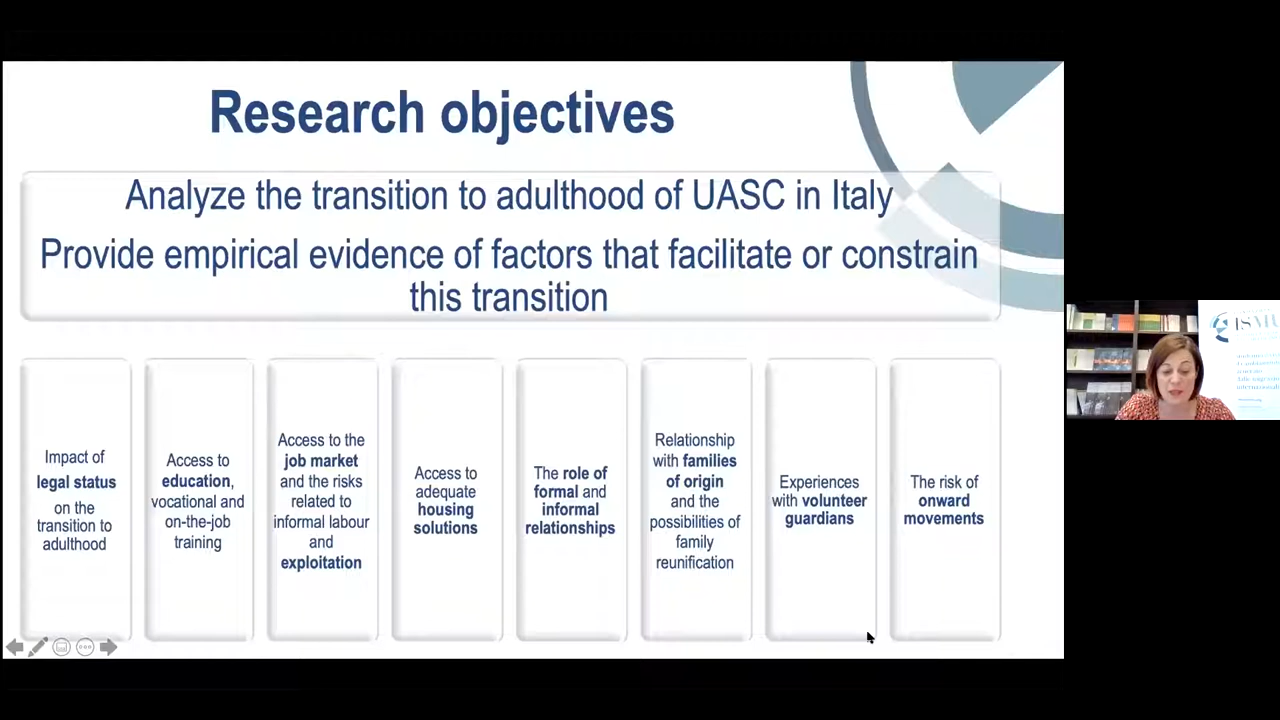 Research objectives
Analyze the transition to adulthood of UASC in Italy
Provide empirical evidence of factors that facilitate or constrain
this transition
Impact of
legal status
on the
transition to
adulthood
Access to
education,
vocational and
on-the-job
training
Access to the
job market
and the risks
related to
informal labour
and
exploitation
Access to
adequate
housing
solutions
The role of
formal and
informal
relationships
Relationship
with families
of origin
and the
possibilities of
family
reunification
Experiences
with volunteer
guardians
The risk of
onward
movements
ISMU